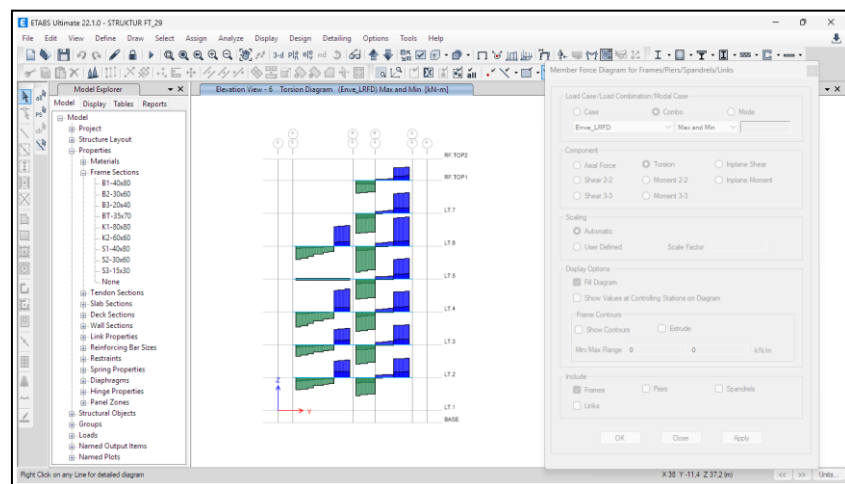 ETABS Ultimate 22.1.0 - STRUKTUR FT_29
File Edit View Define Draw Select Assign Analyze Display Design Detailing Options Tools Help
3-d
Model Explorer
Model Display Tables Reports
Model
Project
Structure Layout
Properties
Materials
Frame Sections
B1-40x80
B2-30x60
B3-20x40
BT-35x70
K1-80x80
K2-60x60
S1-40x80
S2-30x60
S3-15x30
None
Tendon Sections
Slab Sections
Deck Sections
Wall Sections
Link Properties
Reinforcing Bar Sizes
Restraints
Spring Properties
Diaphragms
Hinge Properties
Panel Zones
Structural Objects
Groups
Loads
Named Output Items
Named Plots
Elevation View - 6 Torsion Diagram (Enve_LRFD) Max and Min [kN-m]
RF.TOP2
RF.TOP1
LT.7
LT.6
LT.5
LT.4
LT.3
LT.2
LT.1
BASE
Z
Y
Member Force Diagram for Frames/Piers/Spandrels/Links
Load Case/Load Combination/Modal Case
Case Combo Mode
Enve_LRFD Max and Min
Component
Axial Force Torsion Inplane Shear
Shear 2-2 Moment 2-2 Inplane Moment
Shear 3-3 Moment 3-3
Scaling
Automatic
User Defined Scale Factor
Display Options
Fill Diagram
Show Values at Controlling Stations on Diagram
Frame Contours
Show Contours Extrude
Min/Max Range 0 0 kN/m
Include
Frames Piers Spandrels
Links
OK Close Apply
Right Click on any Line for detailed diagram
X 30 Y -11.4 Z 37.2 (m)
<< >> Units...